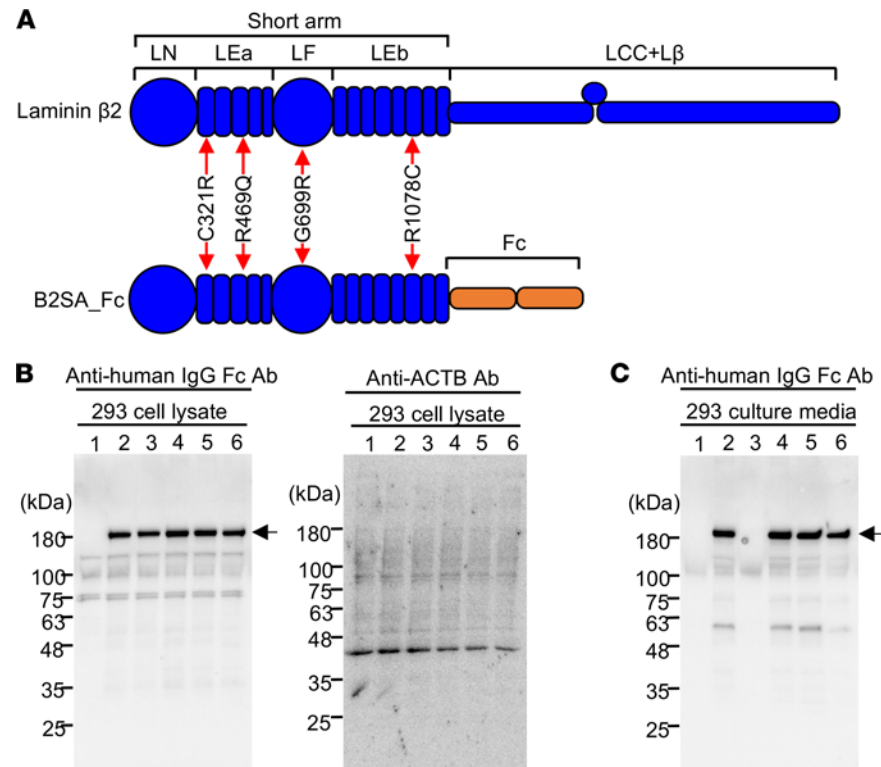 A
Short arm
LN LEa LF LEb LCC+Lβ
Laminin β2
C321R R469Q G699R R1078C
Fc
B2SA_Fc
B
Anti-human IgG Fc Ab
293 cell lysate
1 2 3 4 5 6
(kDa)
180
100
75
63
48
35
25
Anti-ACTB Ab
293 cell lysate
1 2 3 4 5 6
(kDa)
180
100
75
63
48
35
25
C
Anti-human IgG Fc Ab
293 culture media
1 2 3 4 5 6
(kDa)
180
100
75
63
48
35
25